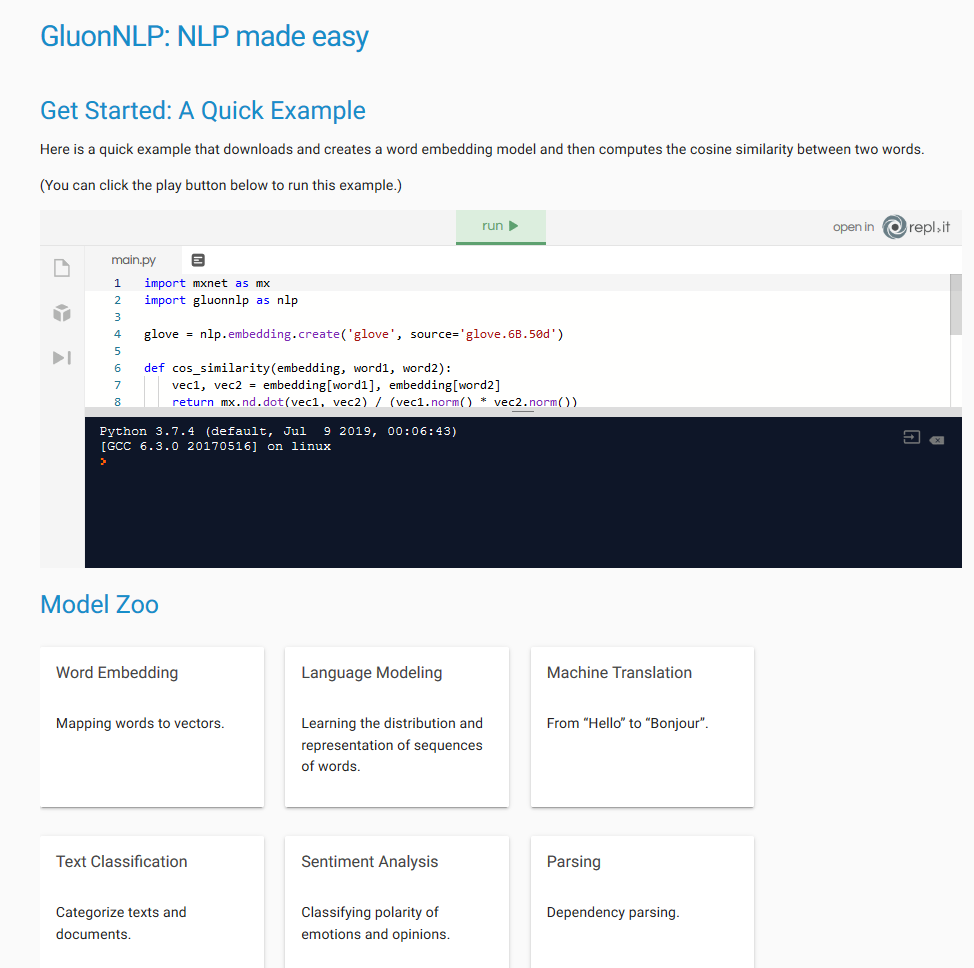 GluonNLP: NLP made easy
Get Started: A Quick Example
Here is a quick example that downloads and creates a word embedding model and then computes the cosine similarity between two words.
(You can click the play button below to run this example.)
run
open in repl.it
main.py
1 import mxnet as mx
2 import gluonnlp as nlp
3
4 glove = nlp.embedding.create('glove', source='glove.6B.50d')
5
6 def cos_similarity(embedding, word1, word2):
7     vec1, vec2 = embedding[word1], embedding[word2]
8     return mx.nd.dot(vec1, vec2) / (vec1.norm() * vec2.norm())
Python 3.7.4 (default, Jul  9 2019, 00:06:43)
[GCC 6.3.0 20170516] on linux
>
Model Zoo
Word Embedding
Mapping words to vectors.
Language Modeling
Learning the distribution and
representation of sequences
of words.
Machine Translation
From “Hello” to “Bonjour”.
Text Classification
Categorize texts and
documents.
Sentiment Analysis
Classifying polarity of
emotions and opinions.
Parsing
Dependency parsing.